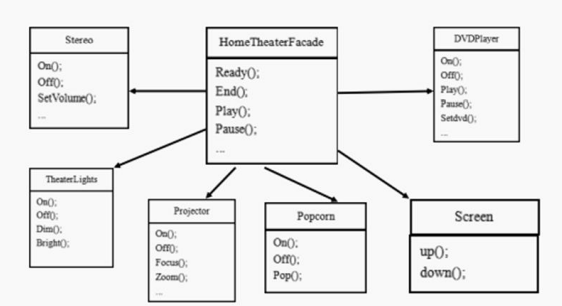 Stereo
On();
Off();
SetVolume();
...
HomeTheaterFacade
Ready();
End();
Play();
Pause();
...
DVDPlayer
On();
Off();
Play();
Pause();
Setdvd();
...
TheaterLights
On();
Off();
Dim();
Bright();
Projector
On();
Off();
Focus();
Zoom();
...
Popcorn
On();
Off();
Pop();
Screen
up();
down();